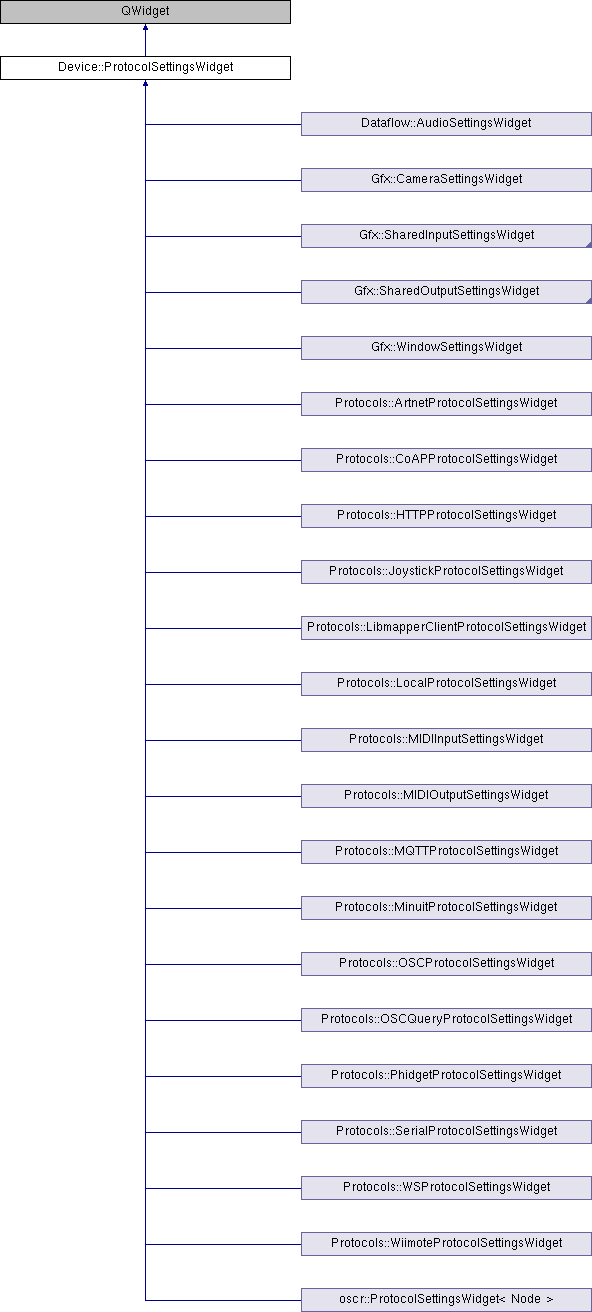 QWidget
Device::ProtocolSettingsWidget
Dataflow::AudioSettingsWidget
Gfx::CameraSettingsWidget
Gfx::SharedInputSettingsWidget
Gfx::SharedOutputSettingsWidget
Gfx::WindowSettingsWidget
Protocols::ArtnetProtocolSettingsWidget
Protocols::CoAPProtocolSettingsWidget
Protocols::HTTPProtocolSettingsWidget
Protocols::JoystickProtocolSettingsWidget
Protocols::LibmapperClientProtocolSettingsWidget
Protocols::LocalProtocolSettingsWidget
Protocols::MIDIInputSettingsWidget
Protocols::MIDIOutputSettingsWidget
Protocols::MQTTProtocolSettingsWidget
Protocols::MinuitProtocolSettingsWidget
Protocols::OSCProtocolSettingsWidget
Protocols::OSCQueryProtocolSettingsWidget
Protocols::PhidgetProtocolSettingsWidget
Protocols::SerialProtocolSettingsWidget
Protocols::WSProtocolSettingsWidget
Protocols::WiimoteProtocolSettingsWidget
oscr::ProtocolSettingsWidget< Node >